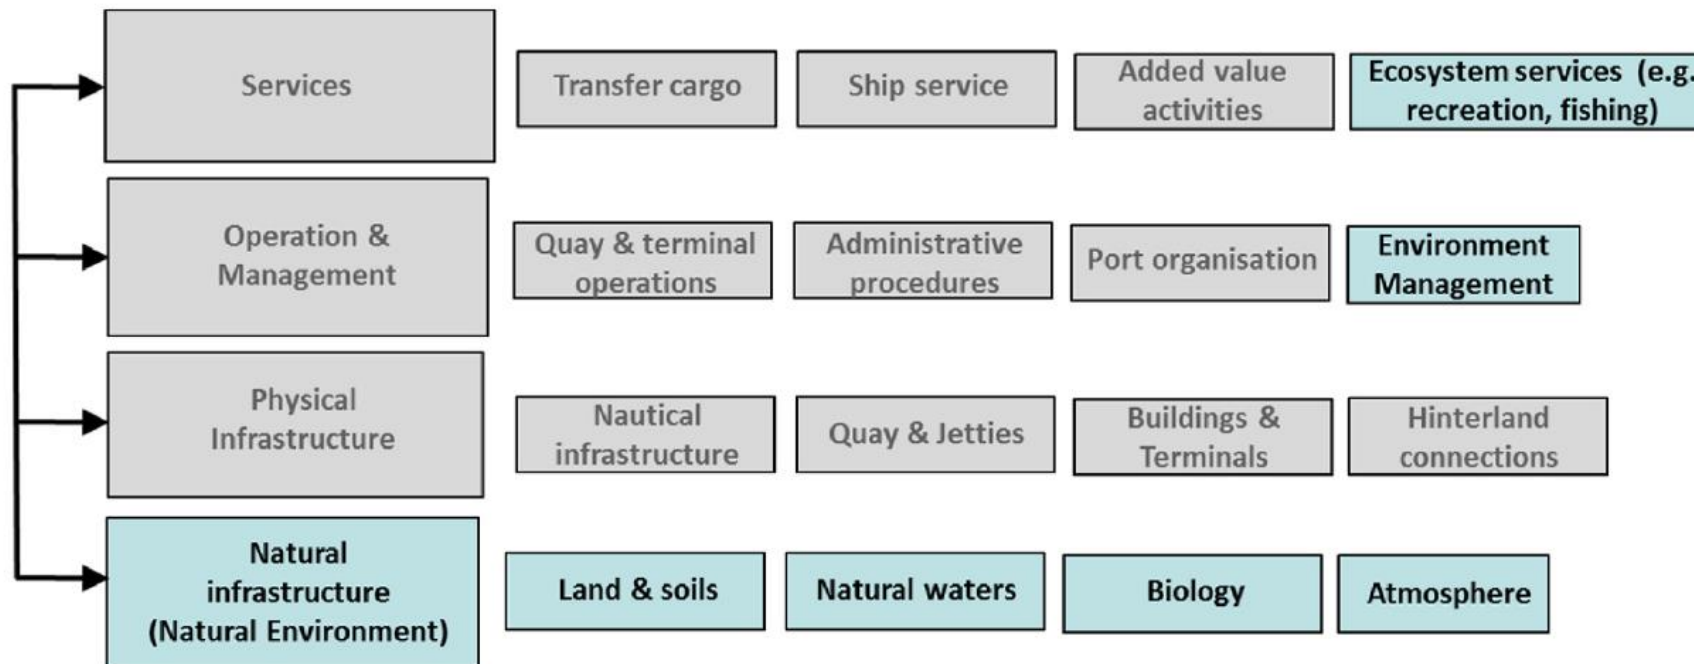 Services
Transfer cargo
Ship service
Added value
activities
Ecosystem services (e.g.
recreation, fishing)
Operation &
Management
Quay & terminal
operations
Administrative
procedures
Port organisation
Environment
Management
Physical
Infrastructure
Nautical
infrastructure
Quay & Jetties
Buildings &
Terminals
Hinterland
connections
Natural
infrastructure
(Natural Environment)
Land & soils
Natural waters
Biology
Atmosphere